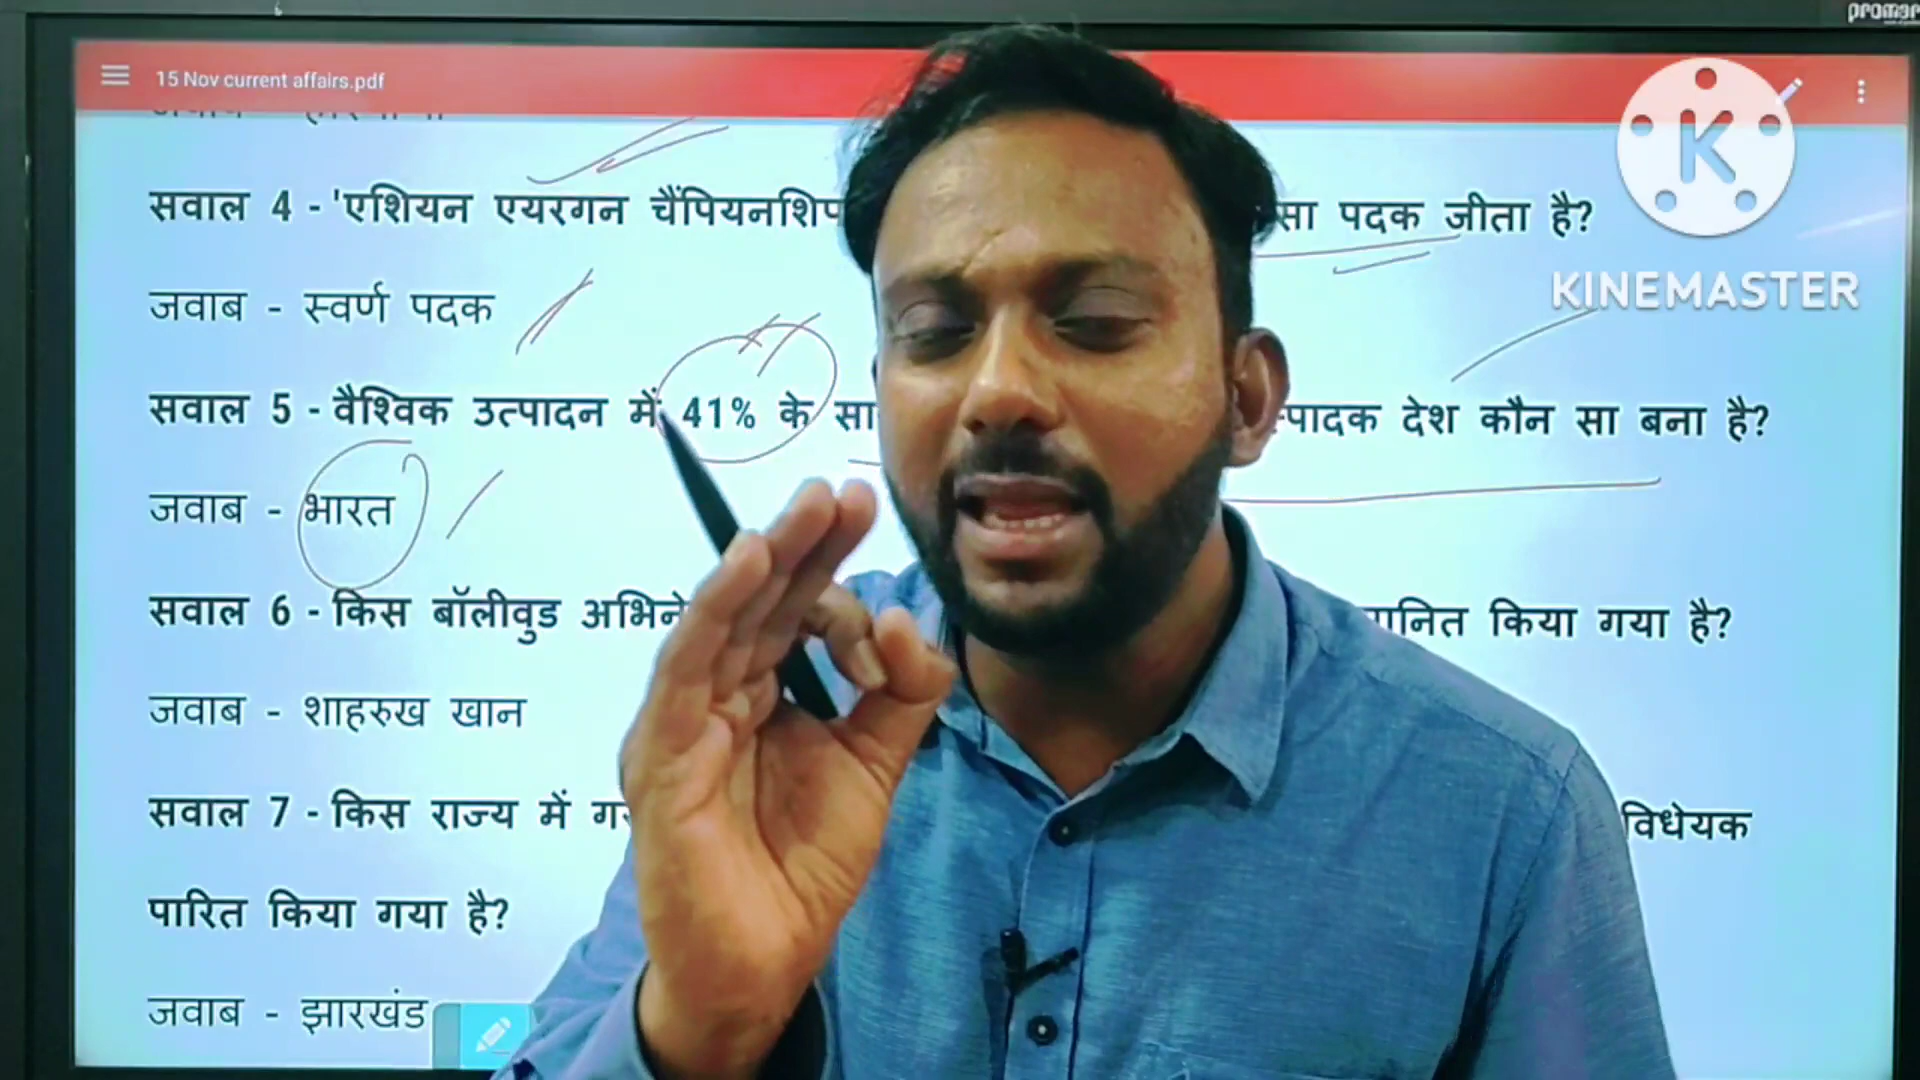 promer
15 Nov current affairs.pdf
सवाल 4 - 'एशियन एयरगन चैंपियनशिप सा पदक जीता है?
KINEMASTER
जवाब - स्वर्ण पदक
सवाल 5 - वैश्विक उत्पादन में 41% के सा त्पादक देश कौन सा बना है?
जवाब - भारत
सवाल 6 - किस बॉलीवुड अभिने मानित किया गया है?
जवाब - शाहरुख खान
सवाल 7 - किस राज्य में विधेयक
पारित किया गया है?
जवाब - झारखंड